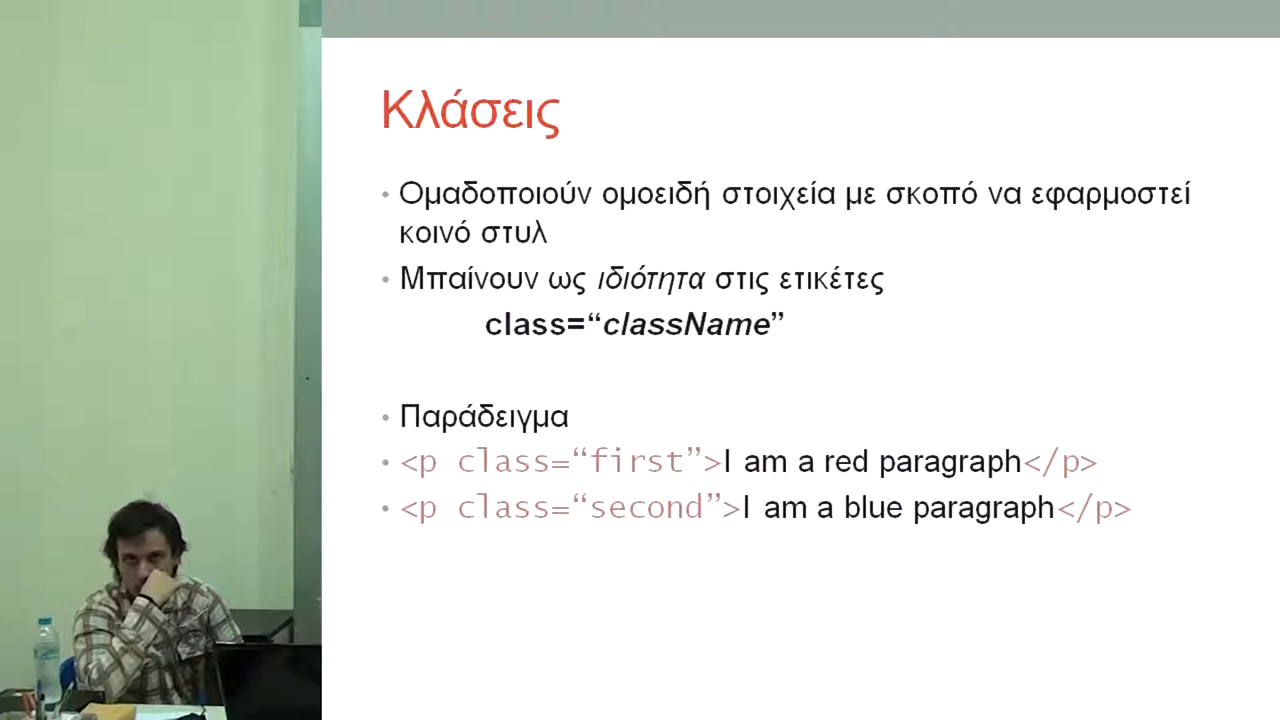 Κλάσεις
• Ομαδοποιούν ομοειδή στοιχεία με σκοπό να εφαρμοστεί
κοινό στυλ
• Μπαίνουν ως ιδιότητα στις ετικέτες
class=“className”
• Παράδειγμα
• <p class=“first”>I am a red paragraph</p>
• <p class=“second”>I am a blue paragraph</p>